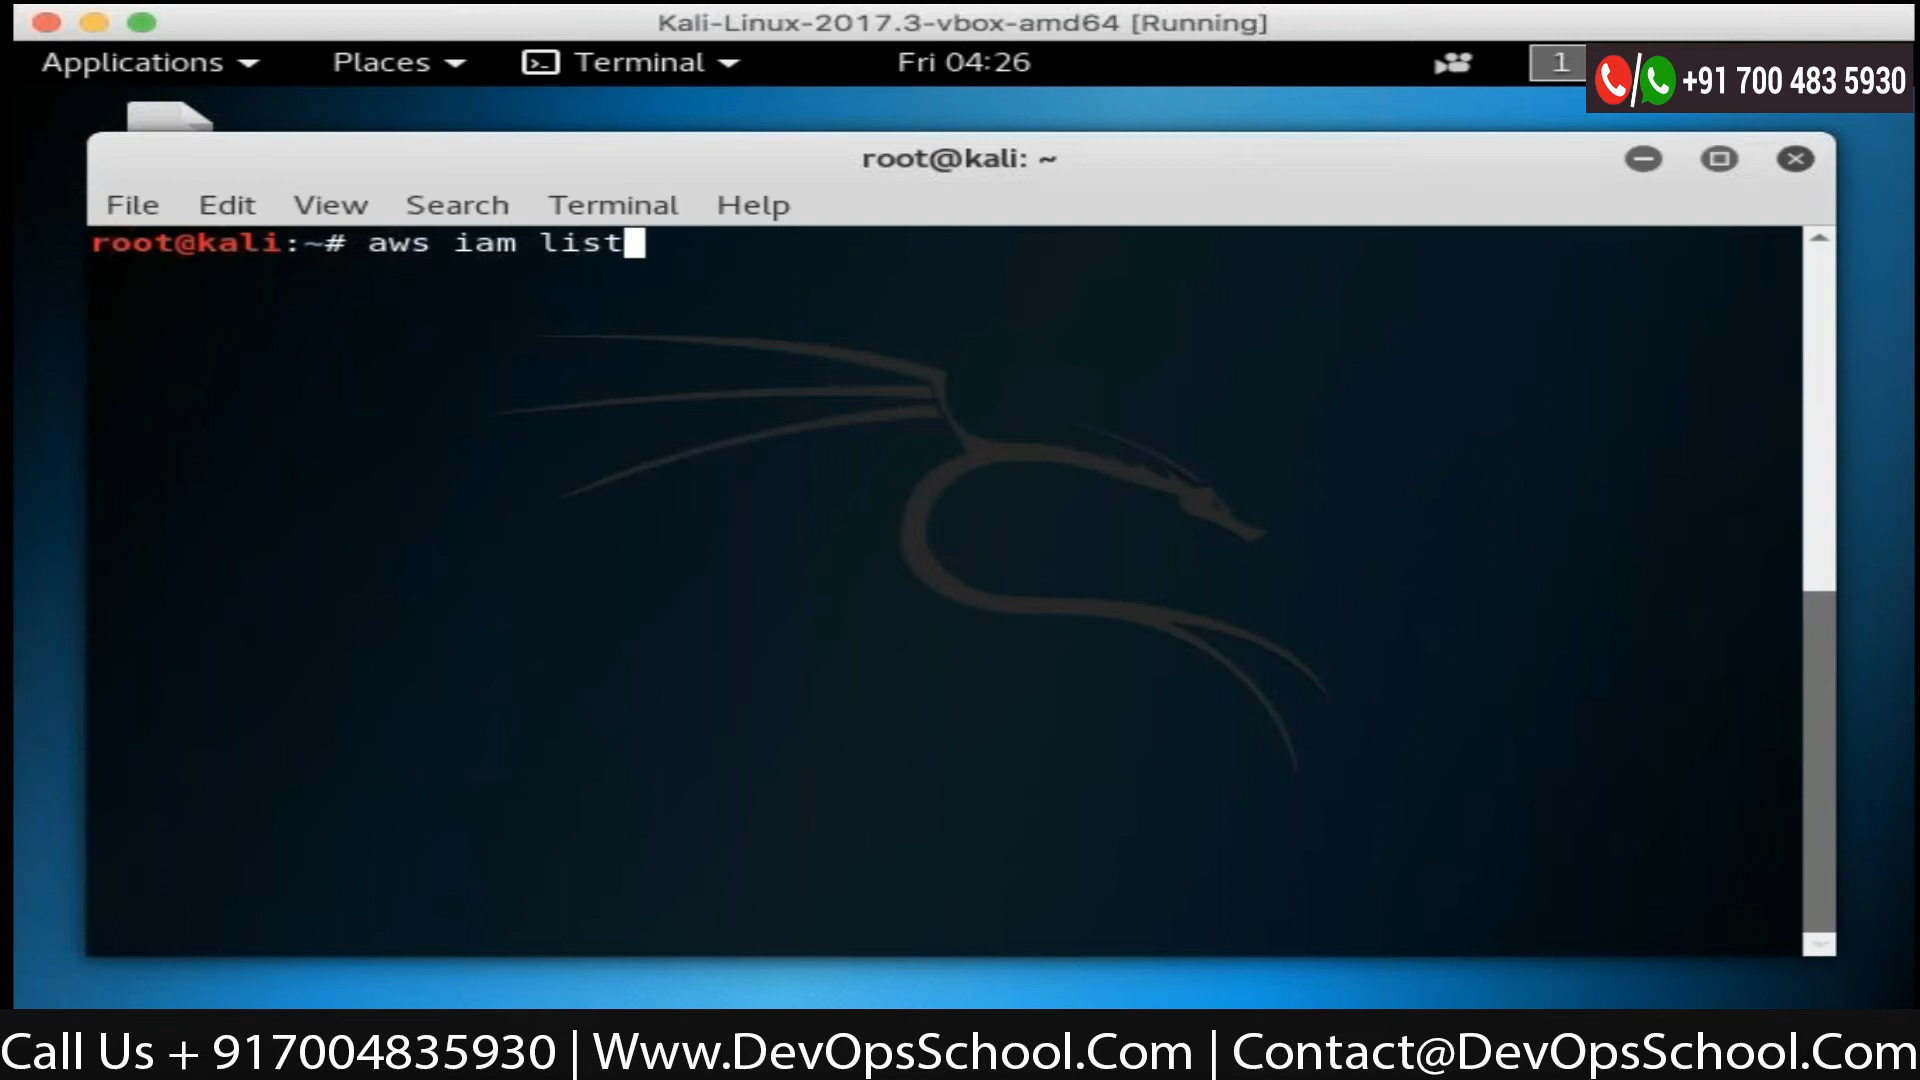 Kali-Linux-2017.3-vbox-amd64 [Running]
Applications Places Terminal Fri 04:26 1
+91 700 483 5930
root@kali: ~
File Edit View Search Terminal Help
root@kali:~# aws iam list
Call Us + 917004835930 | Www.DevOpsSchool.Com | Contact@DevOpsSchool.Com